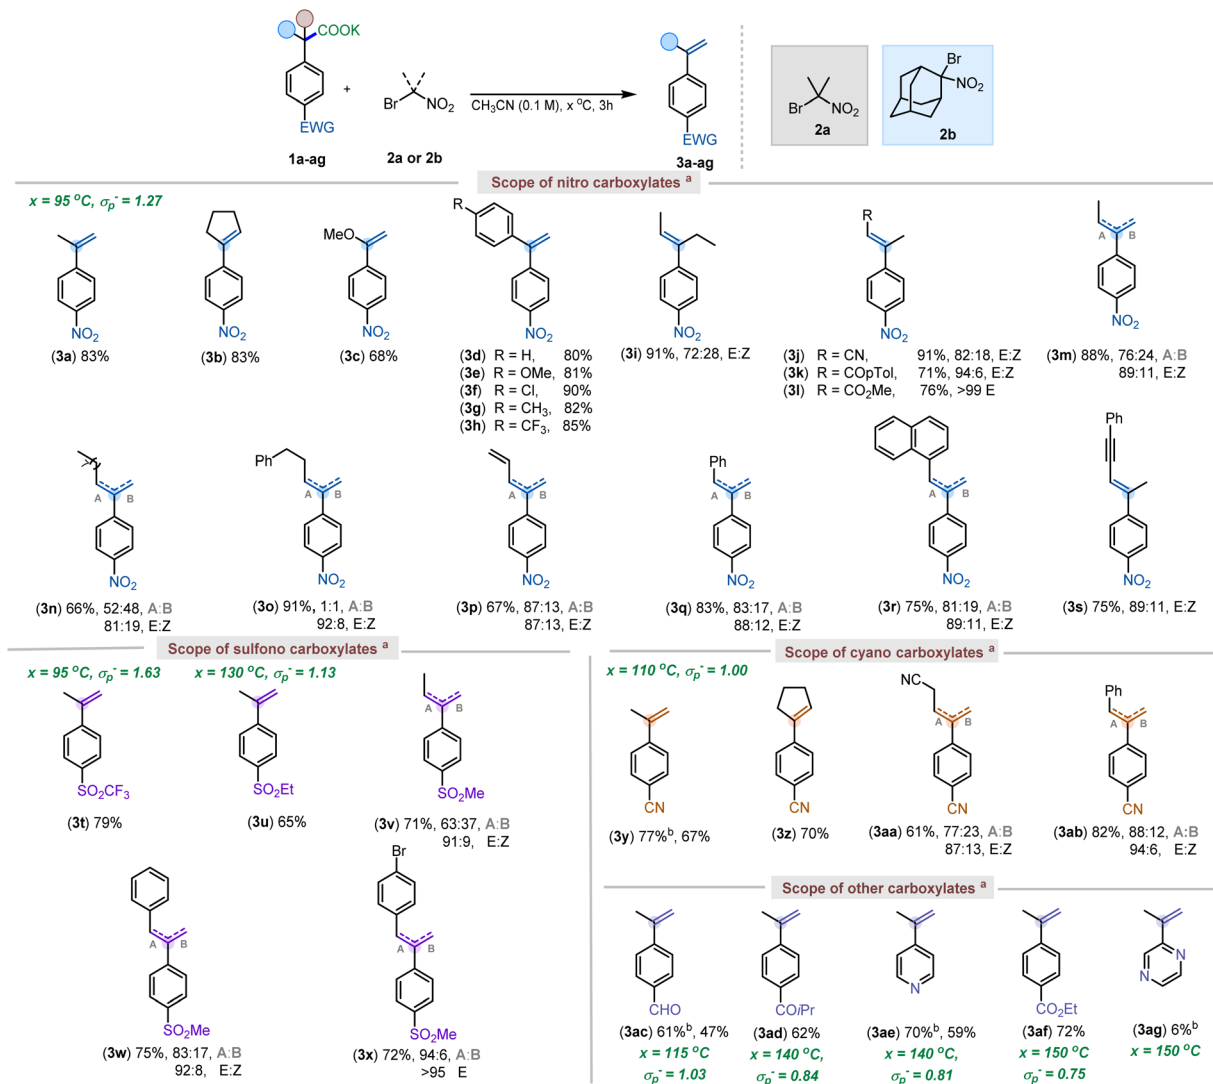 COOK
EWG
1a-ag
+
Br
NO₂
2a or 2b
CH₃CN (0.1 M), x °C, 3h
EWG
3a-ag
Br
NO₂
2a
Br
NO₂
2b
Scope of nitro carboxylates ᵃ
x = 95 °C, σₚ⁻ = 1.27
NO₂
(3a) 83%
NO₂
(3b) 83%
MeO
NO₂
(3c) 68%
R
NO₂
(3d) R = H, 80%
(3e) R = OMe, 81%
(3f) R = Cl, 90%
(3g) R = CH₃, 82%
(3h) R = CF₃, 85%
NO₂
(3i) 91%, 72:28, E:Z
R
NO₂
(3j) R = CN, 91%, 82:18, E:Z
(3k) R = COpTol, 71%, 94:6, E:Z
(3l) R = CO₂Me, 76%, >99 E
A B
NO₂
(3m) 88%, 76:24, A:B
89:11, E:Z
7
A B
NO₂
(3n) 66%, 52:48, A:B
81:19, E:Z
Ph
A B
NO₂
(3o) 91%, 1:1, A:B
92:8, E:Z
A B
NO₂
(3p) 67%, 87:13, A:B
87:13, E:Z
Ph
A B
NO₂
(3q) 83%, 83:17, A:B
88:12, E:Z
A B
NO₂
(3r) 75%, 81:19, A:B
89:11, E:Z
Ph
NO₂
(3s) 75%, 89:11, E:Z
Scope of sulfono carboxylates ᵃ
x = 95 °C, σₚ⁻ = 1.63
x = 130 °C, σₚ⁻ = 1.13
SO₂CF₃
(3t) 79%
SO₂Et
(3u) 65%
A B
SO₂Me
(3v) 71%, 63:37, A:B
91:9, E:Z
A B
SO₂Me
(3w) 75%, 83:17, A:B
92:8, E:Z
Br
A B
SO₂Me
(3x) 72%, 94:6, A:B
>95 E
Scope of cyano carboxylates ᵃ
x = 110 °C, σₚ⁻ = 1.00
CN
(3y) 77%ᵇ, 67%
CN
(3z) 70%
NC
A B
CN
(3aa) 61%, 77:23, A:B
87:13, E:Z
Ph
A B
CN
(3ab) 82%, 88:12, A:B
94:6, E:Z
Scope of other carboxylates ᵃ
CHO
(3ac) 61%ᵇ, 47%
x = 115 °C
σₚ⁻ = 1.03
COiPr
(3ad) 62%
x = 140 °C,
σₚ⁻ = 0.84
N
(3ae) 70%ᵇ, 59%
x = 140 °C,
σₚ⁻ = 0.81
CO₂Et
(3af) 72%
x = 150 °C
σₚ⁻ = 0.75
N
N
(3ag) 6%ᵇ
x = 150 °C